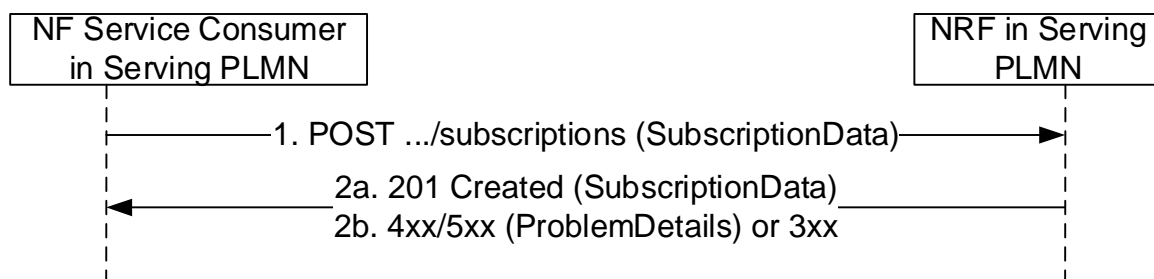 NF Service Consumer
in Serving PLMN
NRF in Serving
PLMN
1. POST .../subscriptions (SubscriptionData)
2a. 201 Created (SubscriptionData)
2b. 4xx/5xx (ProblemDetails) or 3xx